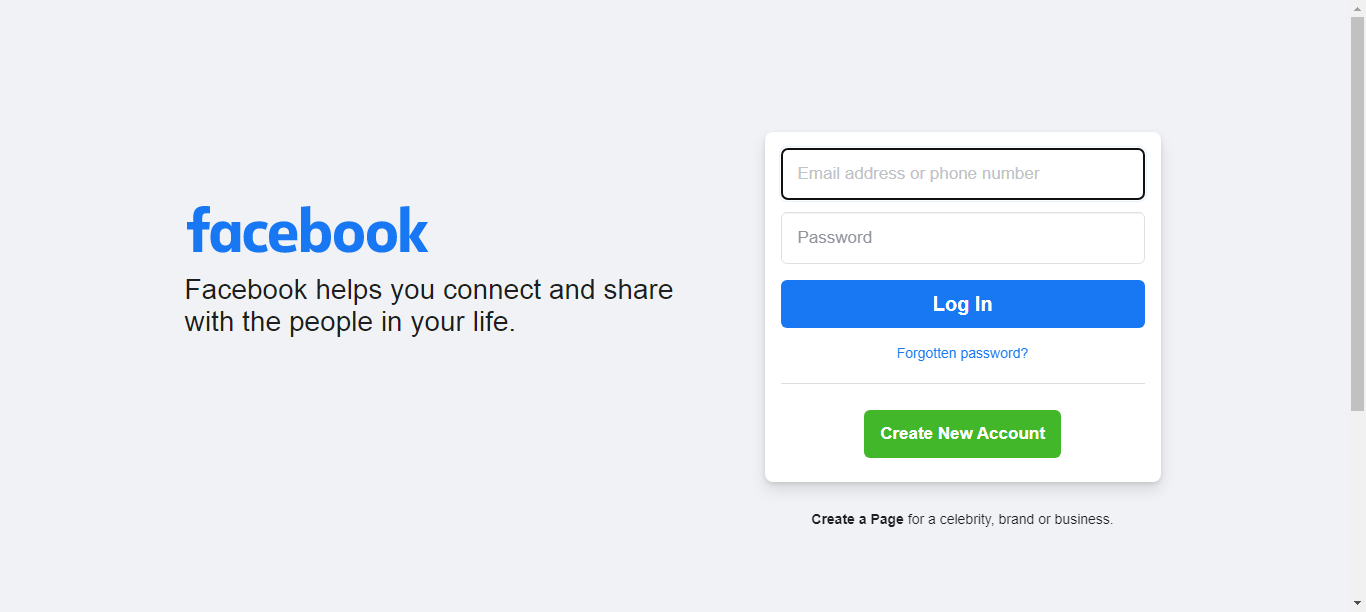 facebook
Facebook helps you connect and share
with the people in your life.
Email address or phone number
Password
Log In
Forgotten password?
Create New Account
Create a Page for a celebrity, brand or business.